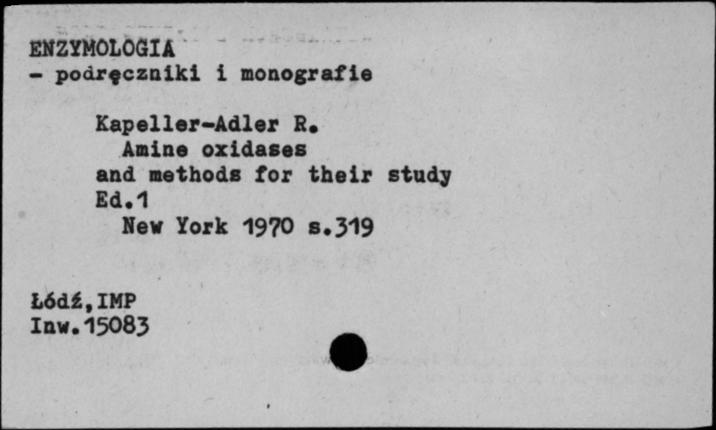 ENZYMOLOGIA
- podręczniki i monografie
Kapeller-Adler R.
Amine oxidases
and methods for their study
Ed.1
New York 1970 s.319
Łódź,IMP
Inw.15083